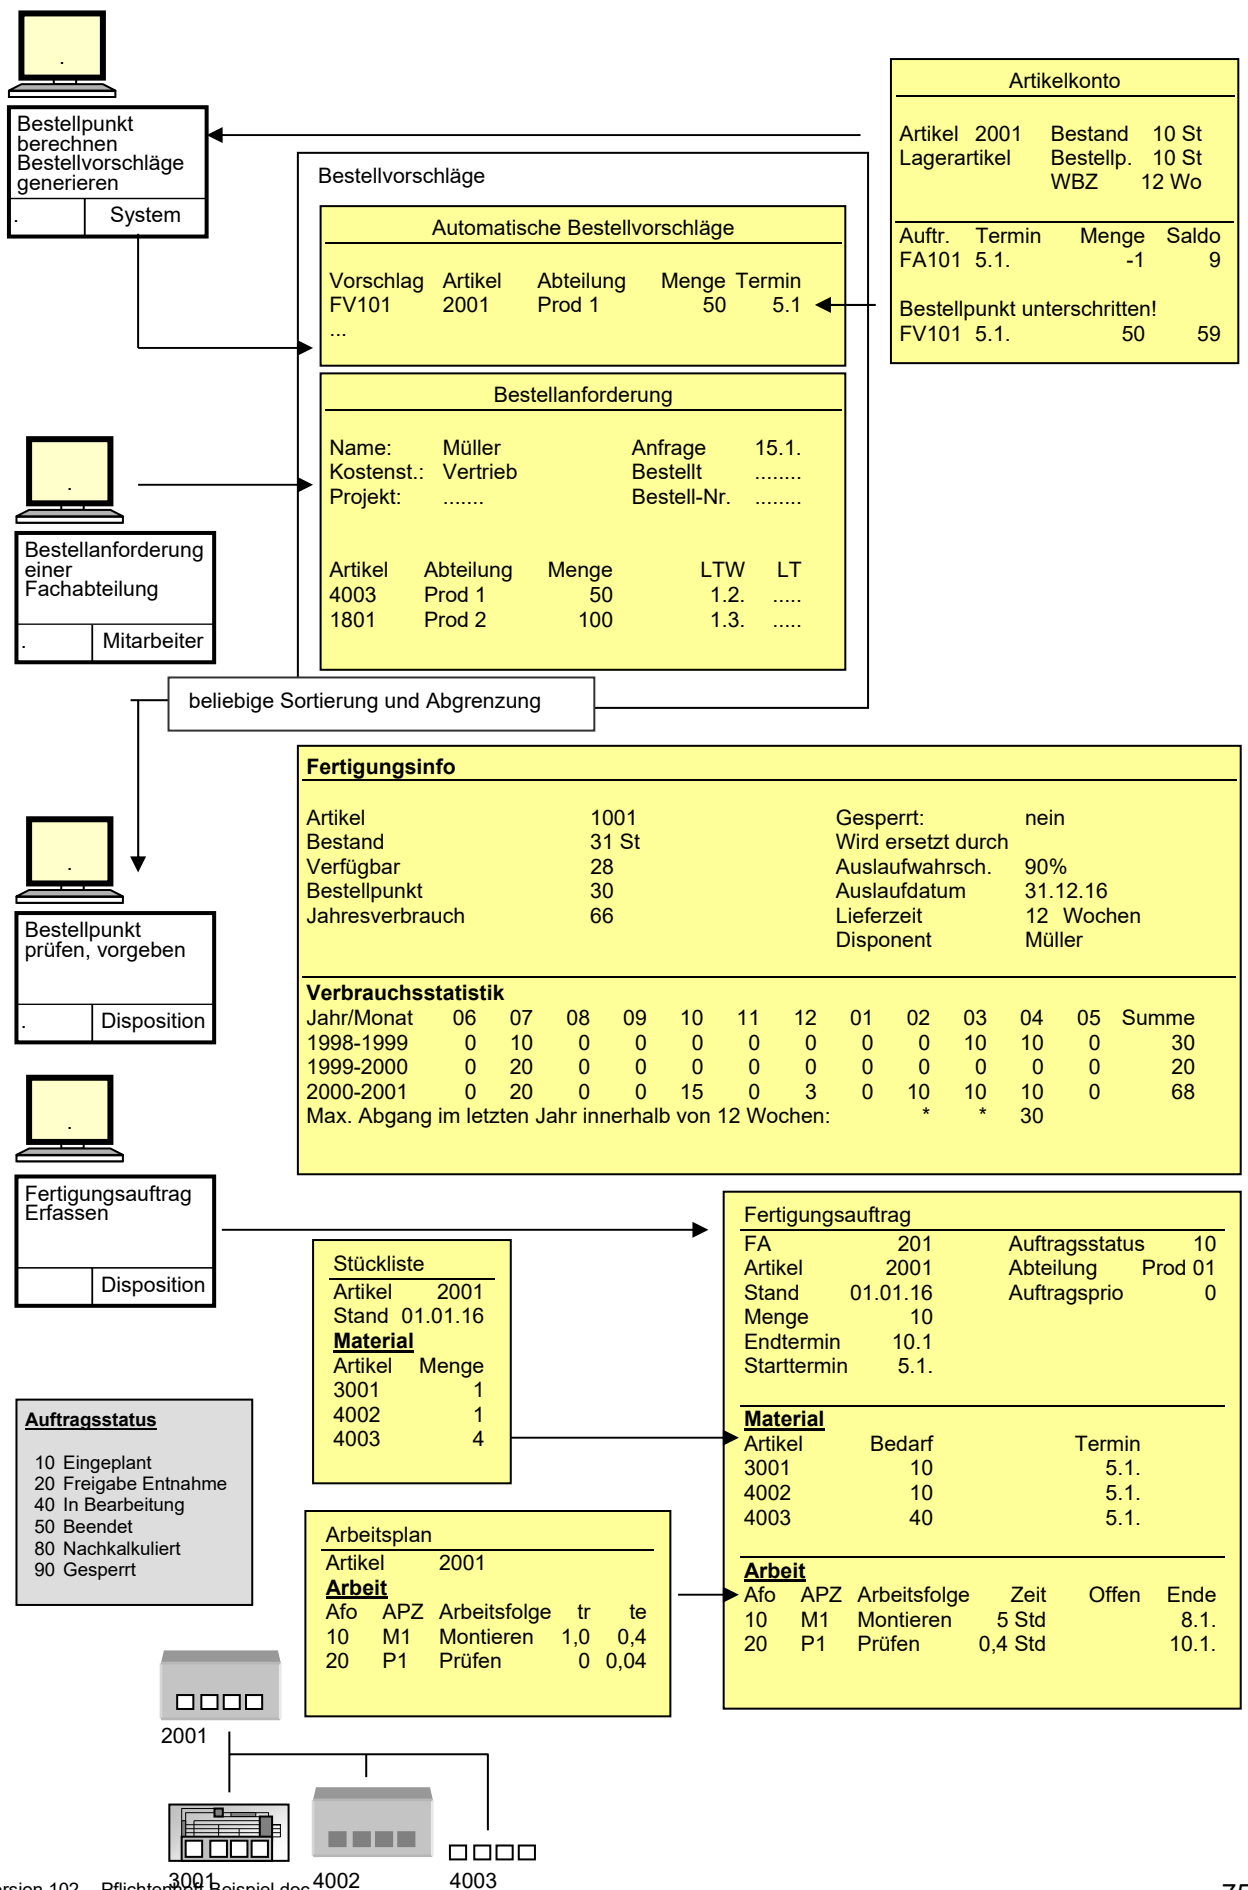 Bestellpunkt
berechnen
Bestellvorschläge
generieren
. System
Artikelkonto
Artikel 2001 Bestand 10 St
Lagerartikel Bestellp. 10 St
WBZ 12 Wo
Auftr. Termin Menge Saldo
FA101 5.1. -1 9
Bestellpunkt unterschritten!
FV101 5.1. 50 59
Bestellvorschläge
Automatische Bestellvorschläge
Vorschlag Artikel Abteilung Menge Termin
FV101 2001 Prod 1 50 5.1
...
Bestellanforderung
Name: Müller Anfrage 15.1.
Kostenst.: Vertrieb Bestellt ........
Projekt: ....... Bestell-Nr. ........
Artikel Abteilung Menge LTW LT
4003 Prod 1 50 1.2. .....
1801 Prod 2 100 1.3. .....
Bestellanforderung
einer
Fachabteilung
. Mitarbeiter
beliebige Sortierung und Abgrenzung
Fertigungsinfo
Artikel 1001 Gesperrt: nein
Bestand 31 St Wird ersetzt durch
Verfügbar 28 Auslaufwahrsch. 90%
Bestellpunkt 30 Auslaufdatum 31.12.16
Jahresverbrauch 66 Lieferzeit 12 Wochen
Disponent Müller
Verbrauchsstatistik
Jahr/Monat 06 07 08 09 10 11 12 01 02 03 04 05 Summe
1998-1999 0 10 0 0 0 0 0 0 0 10 10 0 30
1999-2000 0 20 0 0 0 0 0 0 0 0 0 0 20
2000-2001 0 20 0 0 15 0 3 0 10 10 10 0 68
Max. Abgang im letzten Jahr innerhalb von 12 Wochen: * * 30
Bestellpunkt
prüfen, vorgeben
. Disposition
Fertigungsauftrag
Erfassen
Disposition
Stückliste
Artikel 2001
Stand 01.01.16
Material
Artikel Menge
3001 1
4002 1
4003 4
Fertigungsauftrag
FA 201 Auftragsstatus 10
Artikel 2001 Abteilung Prod 01
Stand 01.01.16 Auftragsprio 0
Menge 10
Endtermin 10.1
Starttermin 5.1.
Material
Artikel Bedarf Termin
3001 10 5.1.
4002 10 5.1.
4003 40 5.1.
Arbeit
Afo APZ Arbeitsfolge Zeit Offen Ende
10 M1 Montieren 5 Std 8.1.
20 P1 Prüfen 0,4 Std 10.1.
Auftragsstatus
10 Eingeplant
20 Freigabe Entnahme
40 In Bearbeitung
50 Beendet
80 Nachkalkuliert
90 Gesperrt
Arbeitsplan
Artikel 2001
Arbeit
Afo APZ Arbeitsfolge tr te
10 M1 Montieren 1,0 0,4
20 P1 Prüfen 0 0,04
2001
3001 4002 4003
102 Beispiel.doc